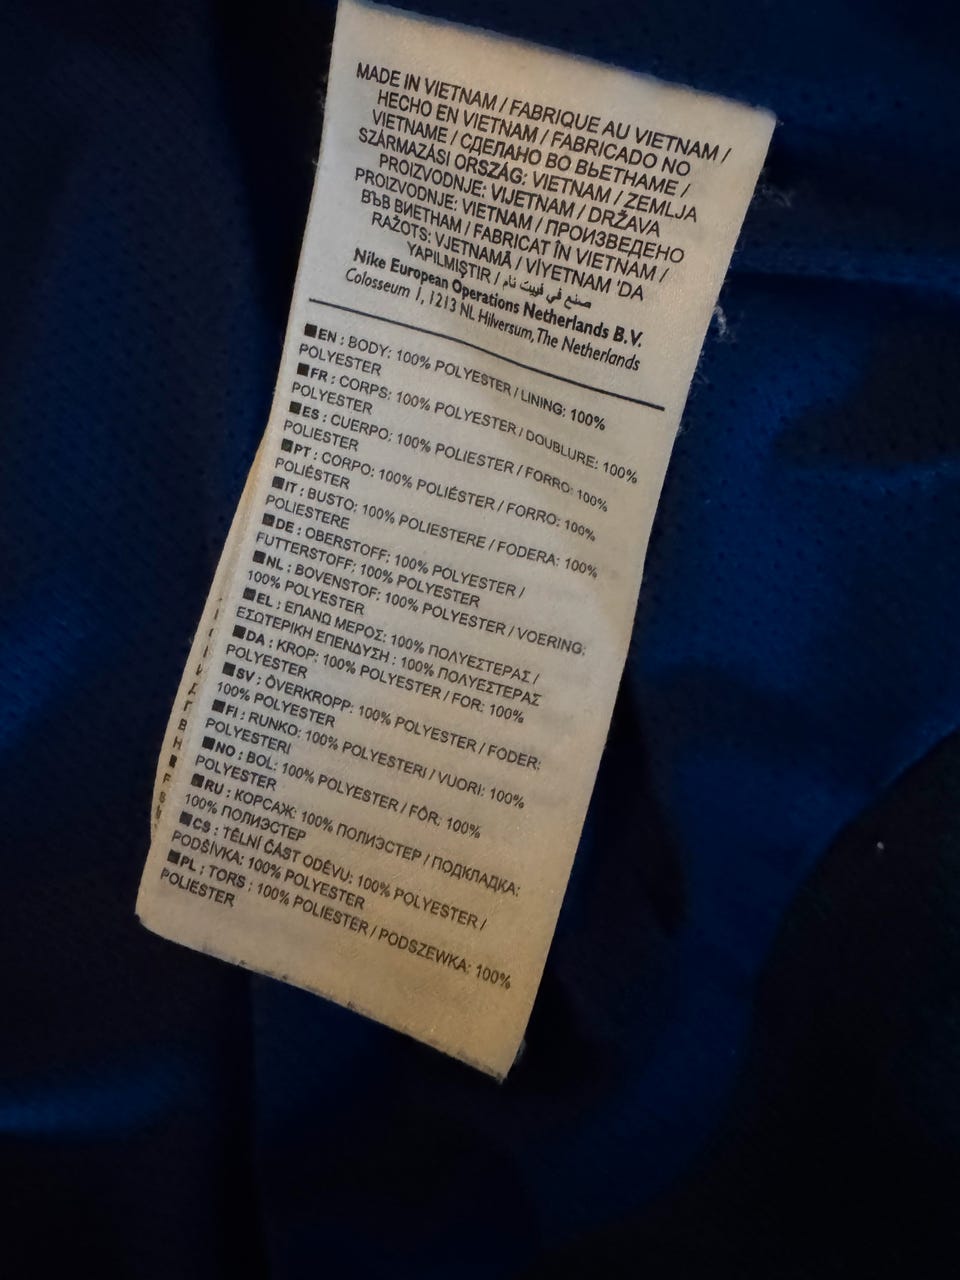 MADE IN VIETNAM / FABRIQUE AU VIETNAM /
HECHO EN VIETNAM / FABRICADO NO
VIETNAME / СДЕЛАНО ВО ВЬЕТНАМЕ /
SZÁRMAZÁSI ORSZÁG: VIETNAM / ZEMLJA
PROIZVODNJE: VIJETNAM / DRŽAVA
PROIZVODNJE: VIETNAM / ПРОИЗВЕДЕНО
ВЪВ ВИЕТНАМ / FABRICAT ÎN VIETNAM /
RAŽOTS: VJETNAMĀ / VİYETNAM 'DA
YAPILMIŞTIR / صنع في فييت نام
Nike European Operations Netherlands B.V.
Colosseum 1, 1213 NL Hilversum, The Netherlands
■EN : BODY: 100% POLYESTER / LINING: 100%
POLYESTER
■FR : CORPS: 100% POLYESTER / DOUBLURE: 100%
POLYESTER
■ES : CUERPO: 100% POLIESTER / FORRO: 100%
POLIESTER
■PT : CORPO: 100% POLIÉSTER / FORRO: 100%
POLIÉSTER
■IT : BUSTO: 100% POLIESTERE / FODERA: 100%
POLIESTERE
■DE : OBERSTOFF: 100% POLYESTER /
FUTTERSTOFF: 100% POLYESTER
■NL : BOVENSTOF: 100% POLYESTER / VOERING:
100% POLYESTER
■EL : ΕΠΑΝΩ ΜΕΡΟΣ: 100% ΠΟΛΥΕΣΤΕΡΑΣ /
ΕΣΩΤΕΡΙΚΗ ΕΠΕΝΔΥΣΗ : 100% ΠΟΛΥΕΣΤΕΡΑΣ
■DA : KROP: 100% POLYESTER / FOR: 100%
POLYESTER
■SV : ÖVERKROPP: 100% POLYESTER / FODER:
100% POLYESTER
■FI : RUNKO: 100% POLYESTERI / VUORI: 100%
POLYESTERI
■NO : BOL: 100% POLYESTER / FÔR: 100%
POLYESTER
■RU : КОРСАЖ: 100% ПОЛИЭСТЕР / ПОДКЛАДКА:
100% ПОЛИЭСТЕР
■CS : TĚLNÍ ČÁST ODĚVU: 100% POLYESTER /
PODŠÍVKA: 100% POLYESTER
■PL : TORS : 100% POLIESTER / PODSZEWKA: 100%
POLIESTER